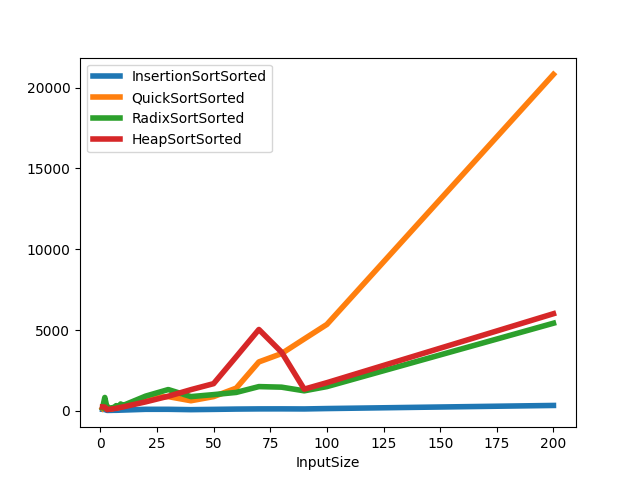 InsertionSortSorted
QuickSortSorted
RadixSortSorted
HeapSortSorted
20000
15000
10000
5000
0
0 25 50 75 100 125 150 175 200
InputSize